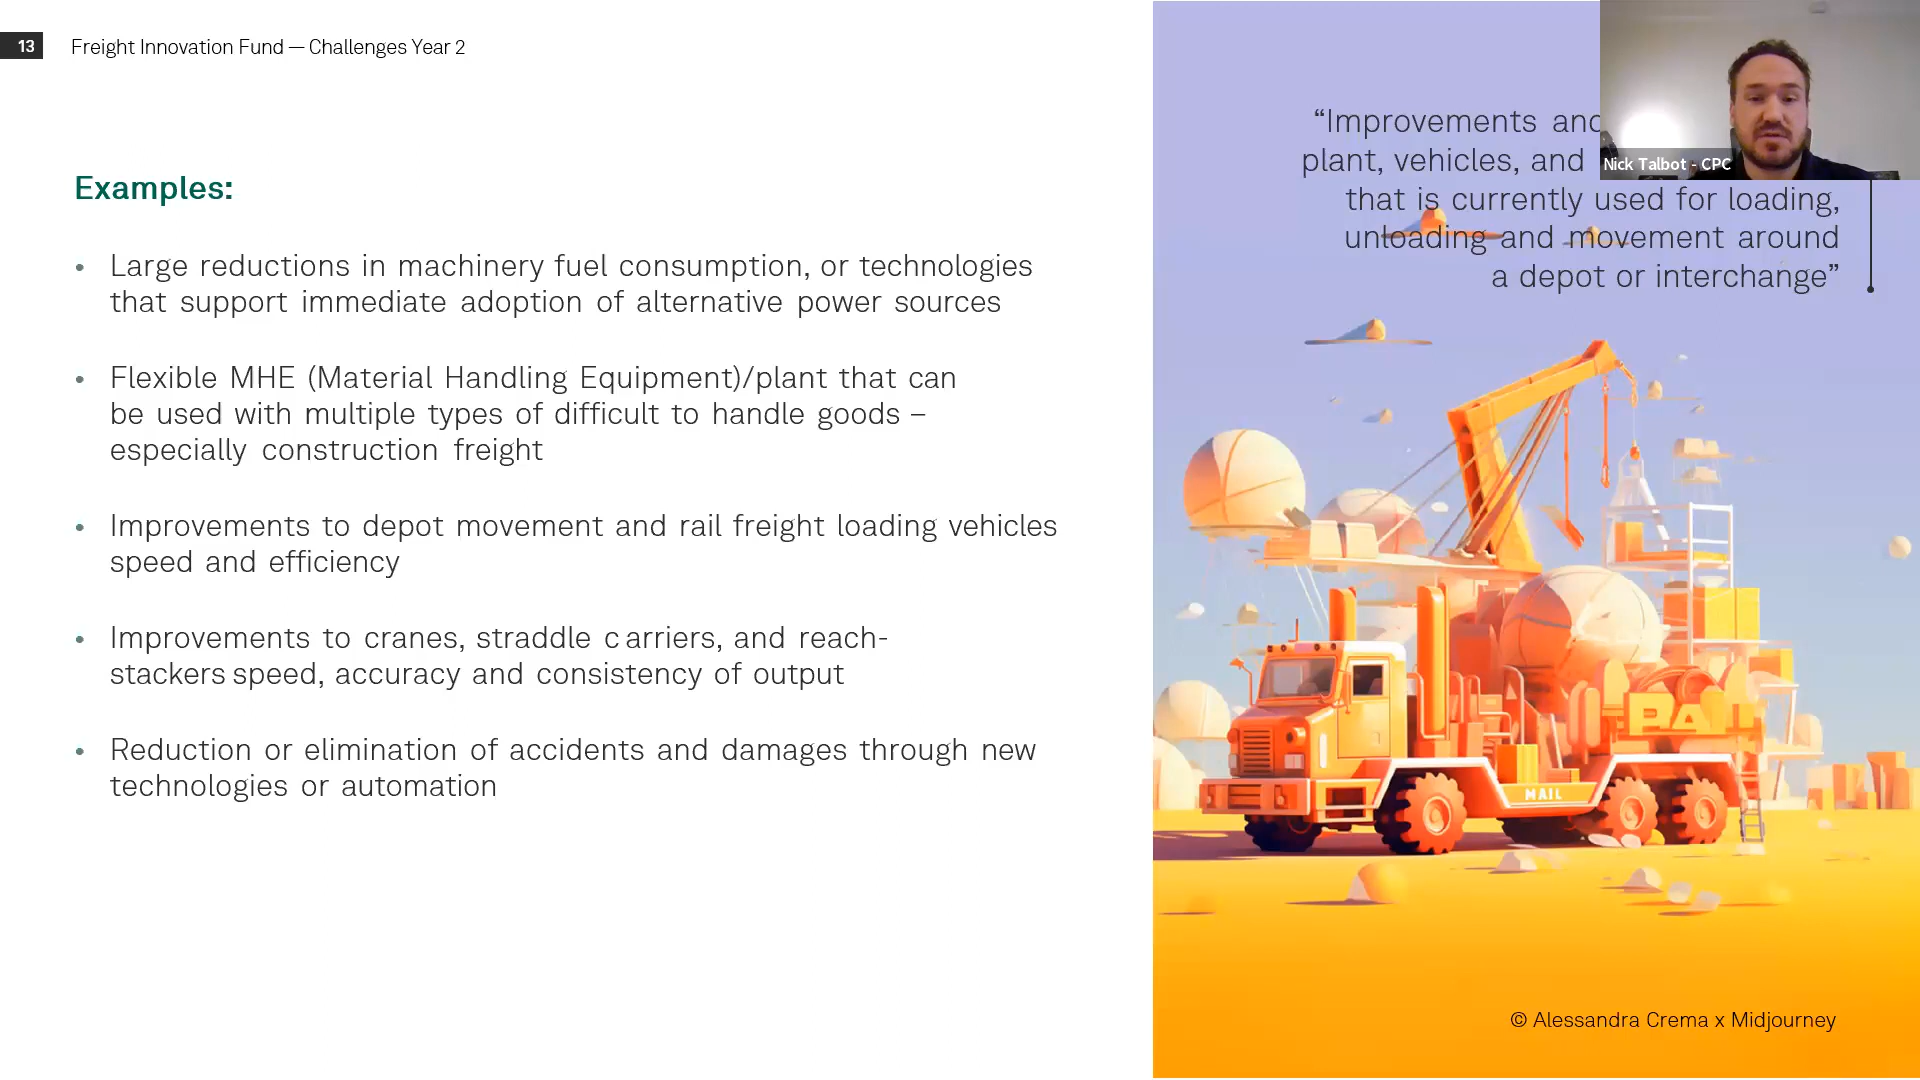 13
Freight Innovation Fund — Challenges Year 2
Examples:
• Large reductions in machinery fuel consumption, or technologies
that support immediate adoption of alternative power sources
• Flexible MHE (Material Handling Equipment)/plant that can
be used with multiple types of difficult to handle goods –
especially construction freight
• Improvements to depot movement and rail freight loading vehicles
speed and efficiency
• Improvements to cranes, straddle carriers, and reach-
stackers speed, accuracy and consistency of output
• Reduction or elimination of accidents and damages through new
technologies or automation
“Improvements and
plant, vehicles, and
that is currently used for loading,
unloading and movement around
a depot or interchange”
Nick Talbot - CPC
MAIL
© Alessandra Crema x Midjourney